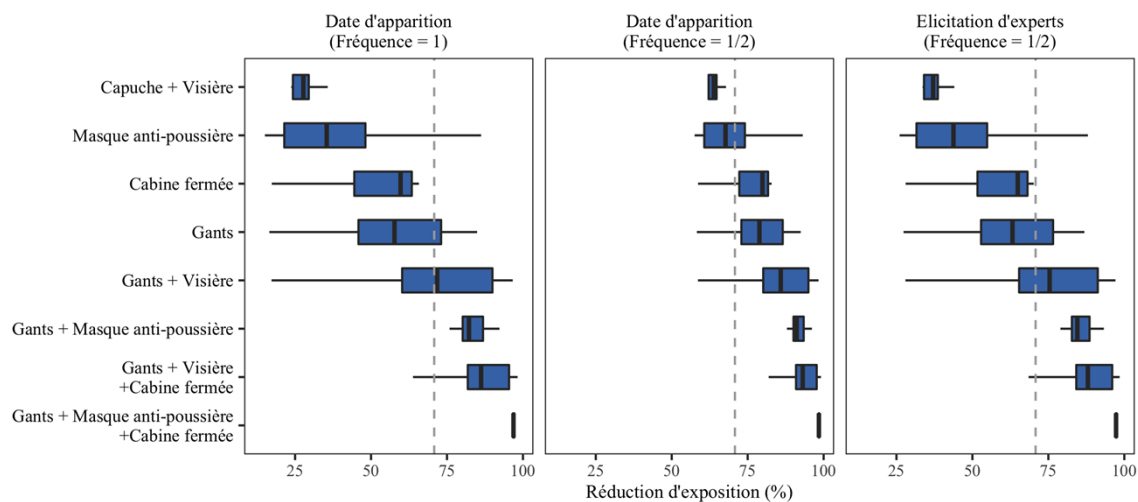 Date d'apparition
(Fréquence = 1)
Date d'apparition
(Fréquence = 1/2)
Elicitation d'experts
(Fréquence = 1/2)
Capuche + Visière
Masque anti-poussière
Cabine fermée
Gants
Gants + Visière
Gants + Masque anti-poussière
Gants + Visière
+Cabine fermée
Gants + Masque anti-poussière
+Cabine fermée
25 50 75 100 25 50 75 100 25 50 75 100
Réduction d'exposition (%)